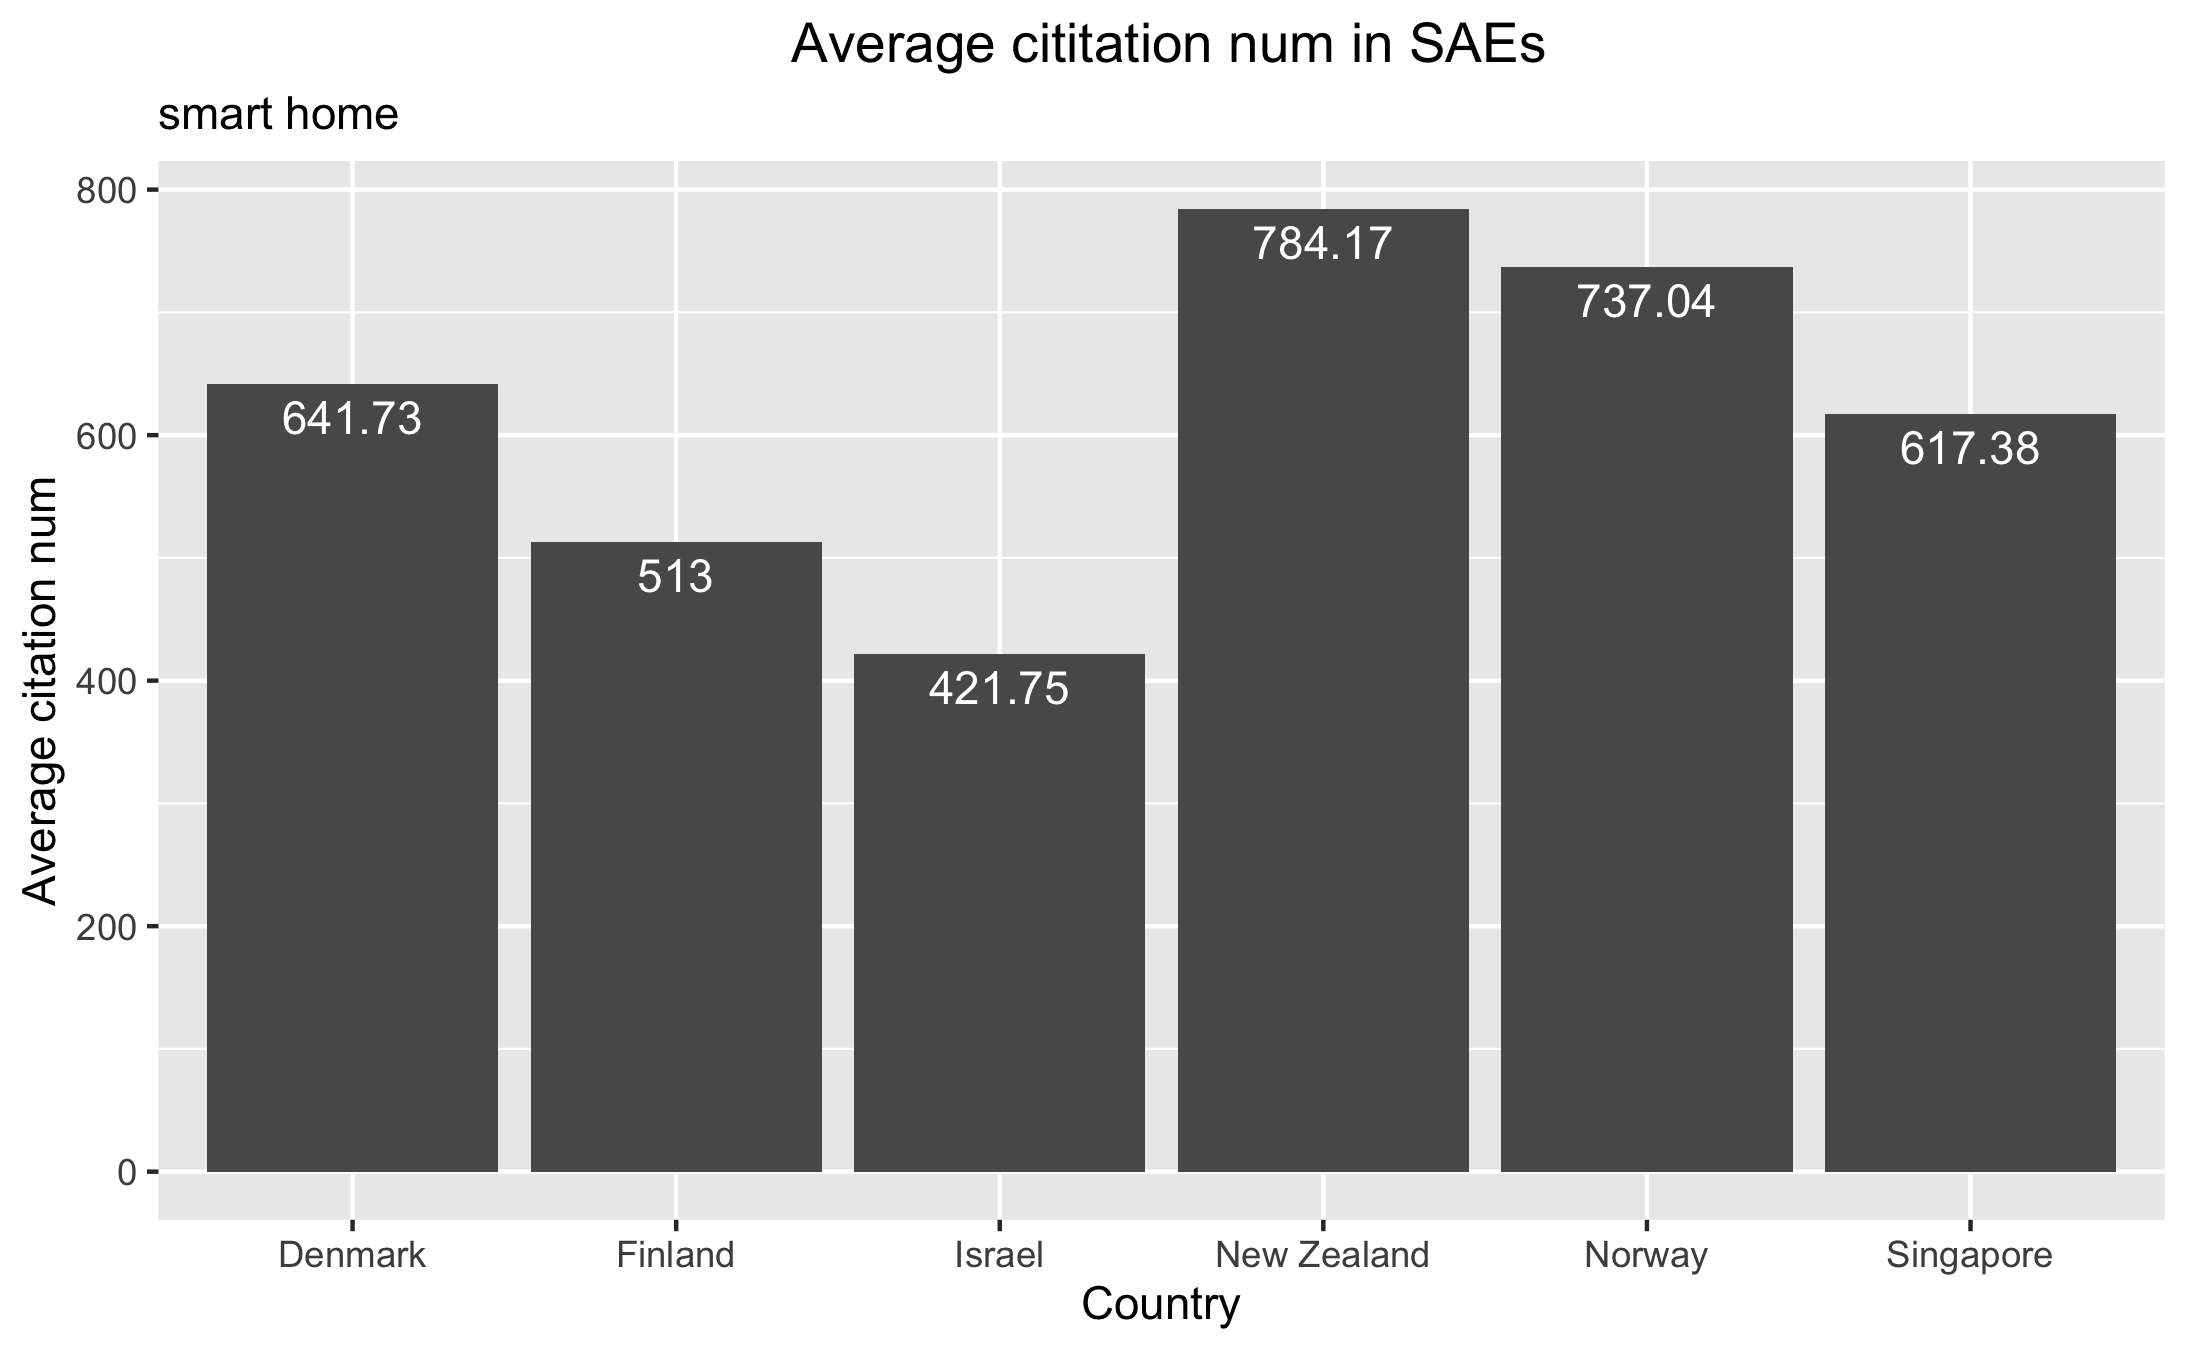 Average cititation num in SAEs
smart home
Average citation num
800
600
400
200
0
641.73
513
421.75
784.17
737.04
617.38
Denmark
Finland
Israel
New Zealand
Norway
Singapore
Country